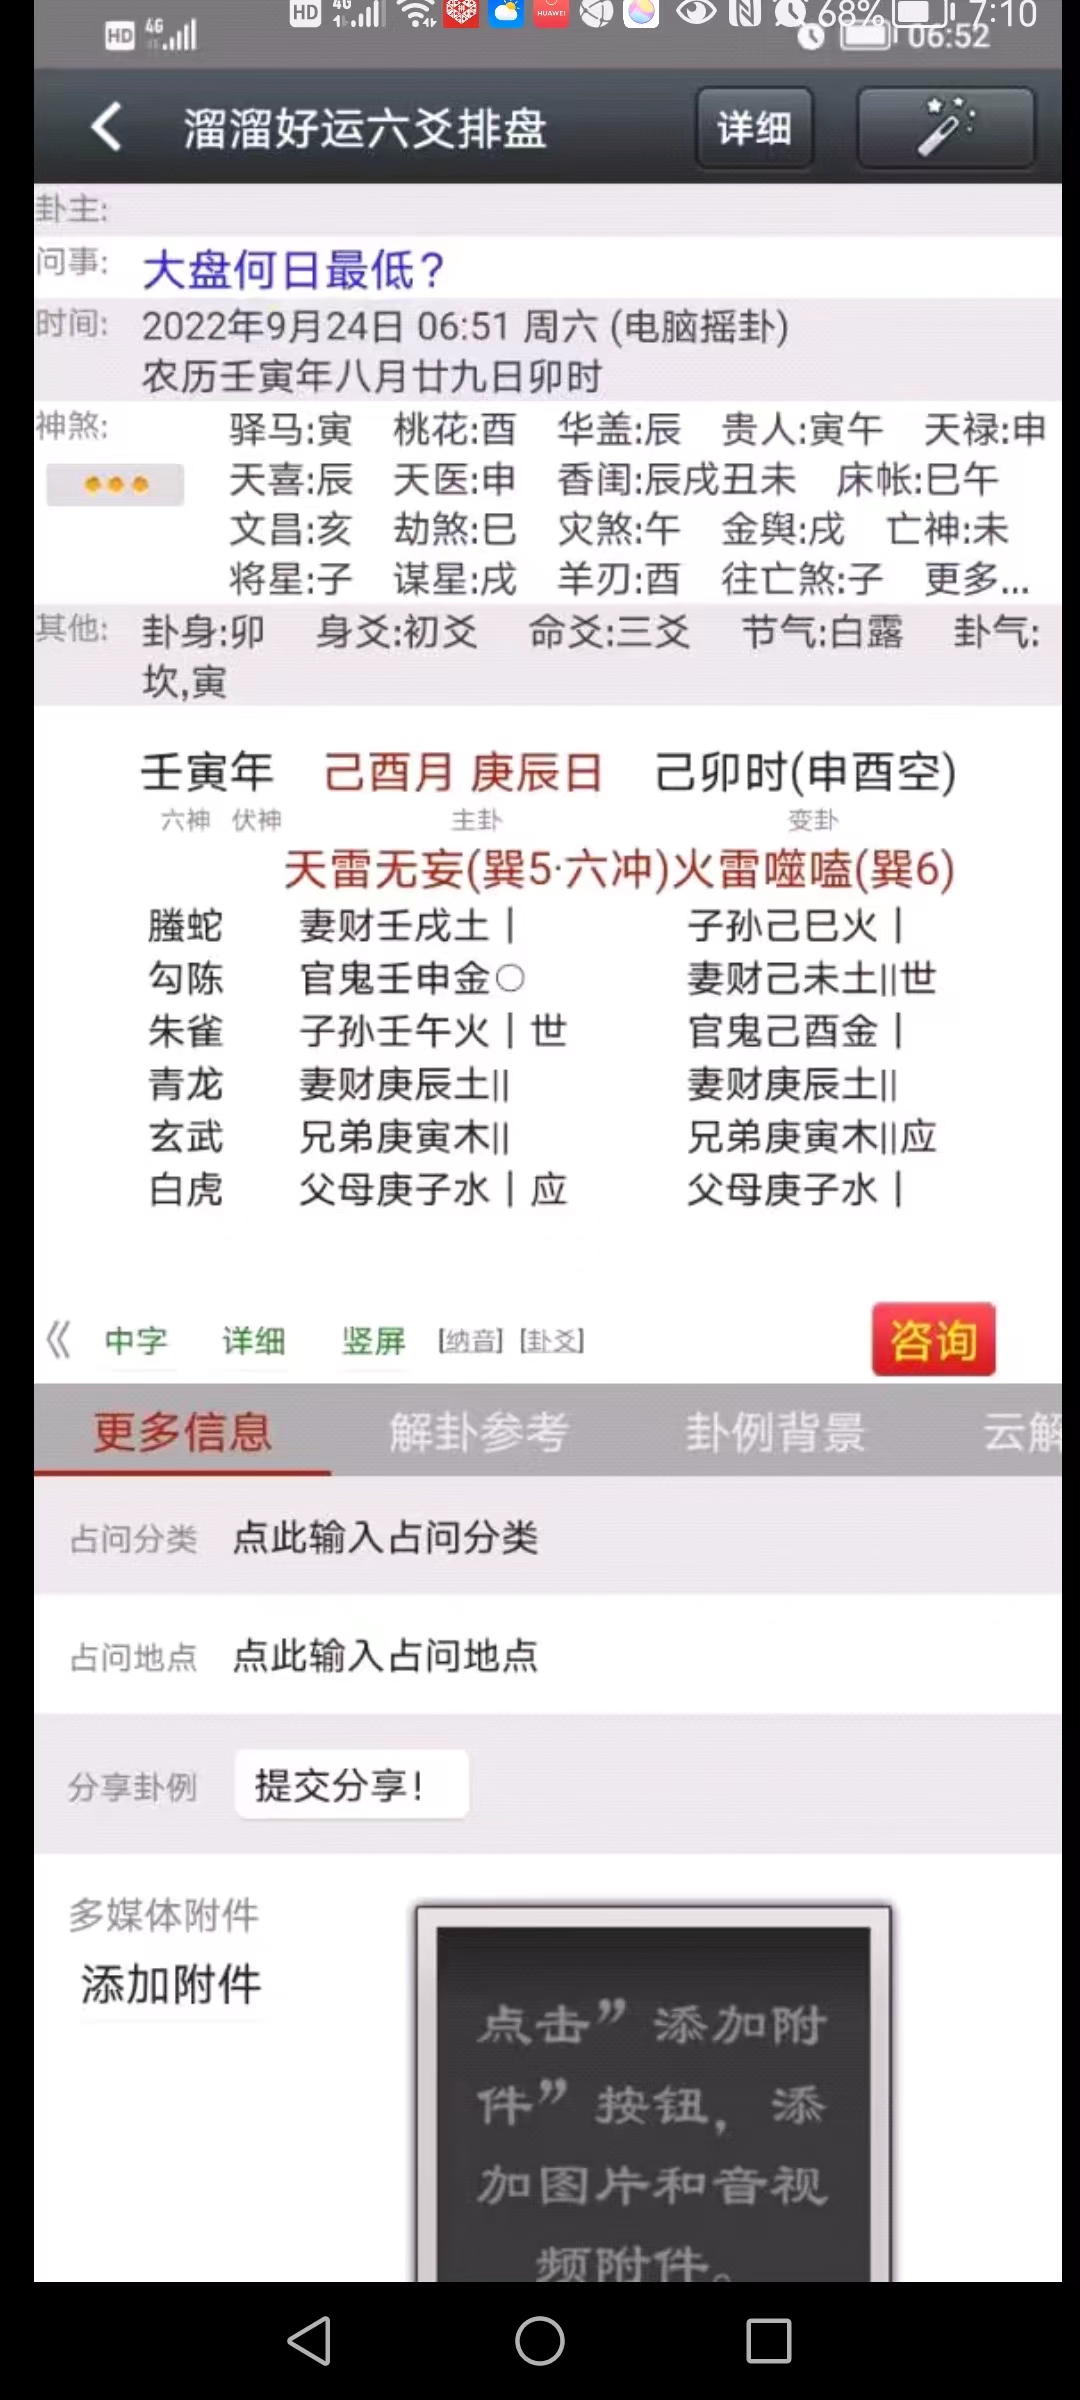 HD 4G 68% 7:10
HD 4G 06:52
HUAWEI
溜溜好运六爻排盘 详细
卦主:
问事: 大盘何日最低?
时间: 2022年9月24日 06:51 周六 (电脑摇卦)
农历壬寅年八月廿九日卯时
神煞: 驿马:寅 桃花:酉 华盖:辰 贵人:寅午 天禄:申
天喜:辰 天医:申 香闺:辰戌丑未 床帐:巳午
文昌:亥 劫煞:巳 灾煞:午 金舆:戌 亡神:未
将星:子 谋星:戌 羊刃:酉 往亡煞:子 更多...
其他: 卦身:卯 身爻:初爻 命爻:三爻 节气:白露 卦气:
坎,寅
壬寅年 己酉月 庚辰日 己卯时(申酉空)
六神 伏神 主卦 变卦
天雷无妄(巽5·六冲)火雷噬嗑(巽6)
螣蛇 妻财壬戌土| 子孙己巳火|
勾陈 官鬼壬申金○ 妻财己未土||世
朱雀 子孙壬午火|世 官鬼己酉金|
青龙 妻财庚辰土|| 妻财庚辰土||
玄武 兄弟庚寅木|| 兄弟庚寅木||应
白虎 父母庚子水|应 父母庚子水|
《 中字 详细 竖屏 [纳音] [卦爻] 咨询
更多信息 解卦参考 卦例背景 云解
占问分类 点此输入占问分类
占问地点 点此输入占问地点
分享卦例 提交分享!
多媒体附件
添加附件
点击”添加附
件”按钮，添
加图片和音视
频附件。